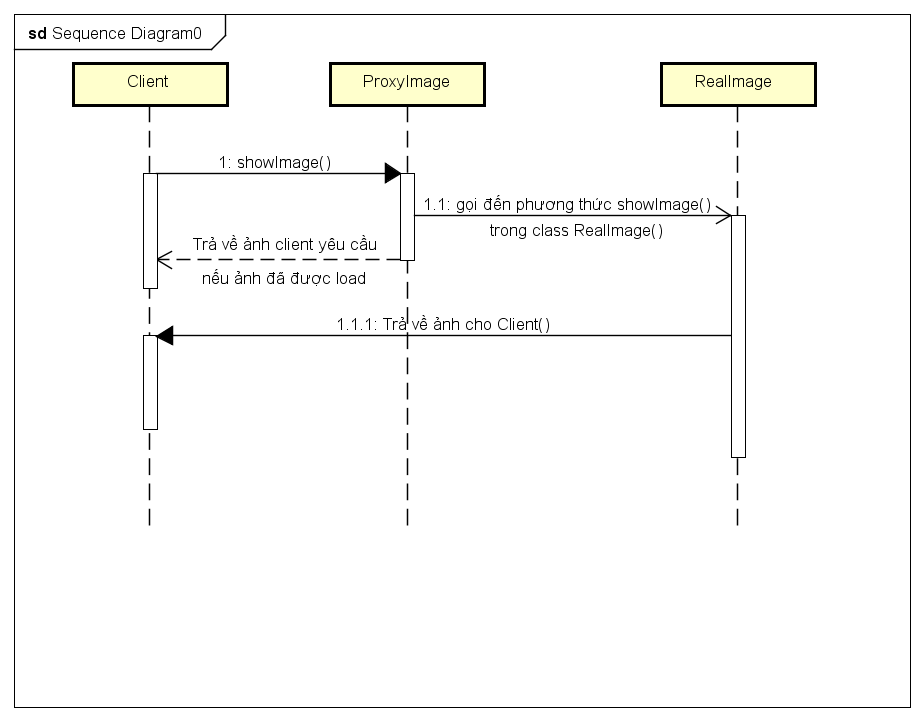 sd Sequence Diagram0
Client
ProxyImage
RealImage
1: showImage()
1.1: gọi đến phương thức showImage()
trong class RealImage()
Trả về ảnh client yêu cầu
nếu ảnh đã được load
1.1.1: Trả về ảnh cho Client()